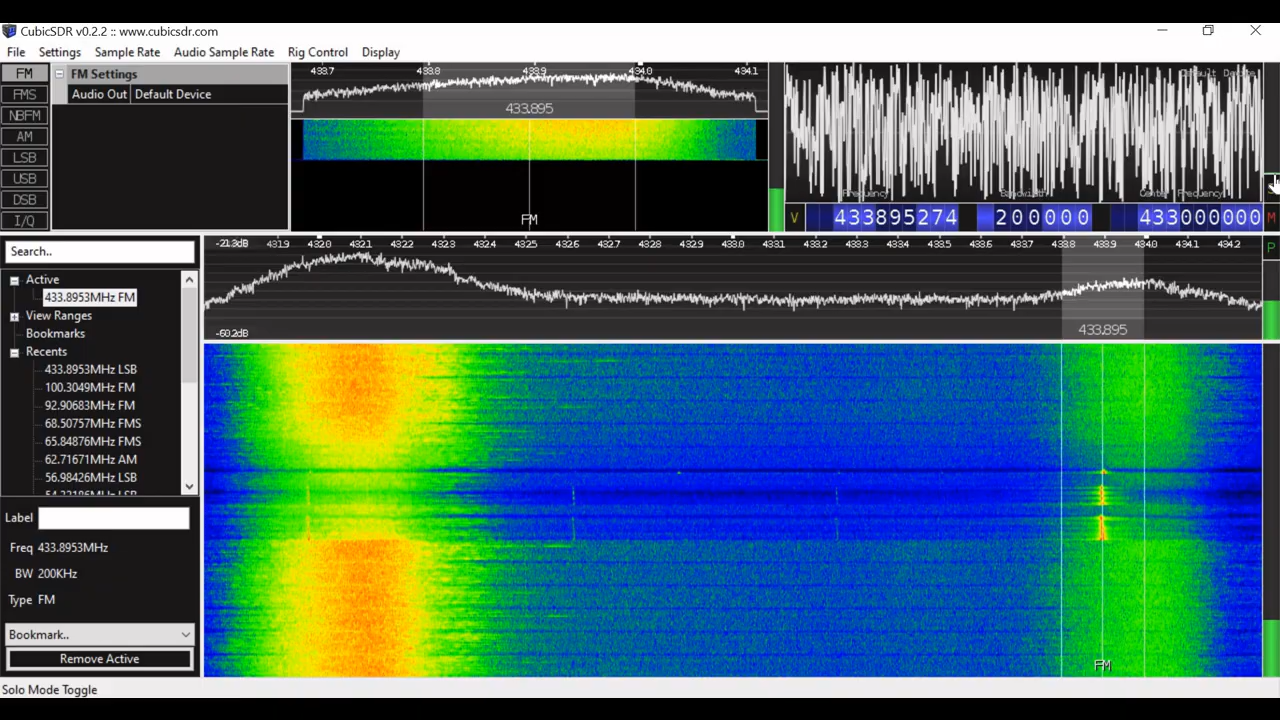 CubicSDR v0.2.2 :: www.cubicsdr.com
File Settings Sample Rate Audio Sample Rate Rig Control Display
FM
FMS
NBFM
AM
LSB
USB
DSB
I/Q
FM Settings
Audio Out Default Device
433.7 433.8 433.9 434.0 434.1
433.895
FM
Default Device
Frequency Bandwidth Center Frequency
V 433895274 200000 433000000 M
Search..
Active
433.8953MHz FM
View Ranges
Bookmarks
Recents
433.8953MHz LSB
100.3049MHz FM
92.90683MHz FM
68.50757MHz FMS
65.84876MHz FMS
62.71671MHz AM
56.98426MHz LSB
Label
Freq 433.8953MHz
BW 200KHz
Type FM
Bookmark..
Remove Active
-21.3dB 431.9 432.0 432.1 432.2 432.3 432.4 432.5 432.6 432.7 432.8 432.9 433.0 433.1 433.2 433.3 433.4 433.5 433.6 433.7 433.8 433.9 434.0 434.1 434.2 P
-60.2dB
433.895
FM
Solo Mode Toggle